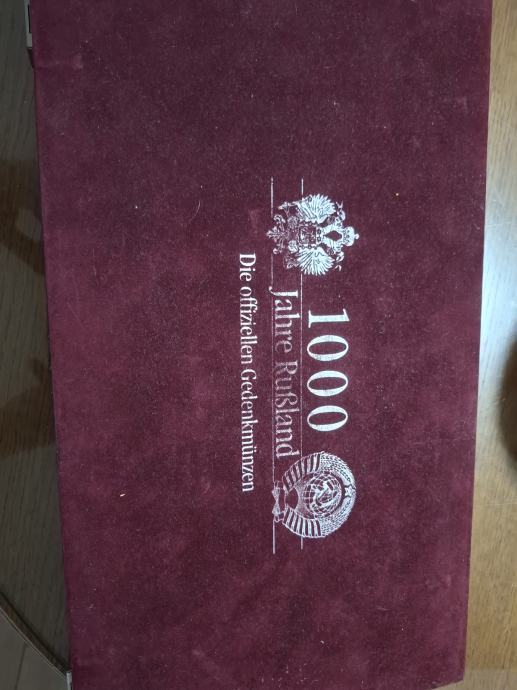 1000
Jahre Rußland
Die offiziellen Gedenkmünzen